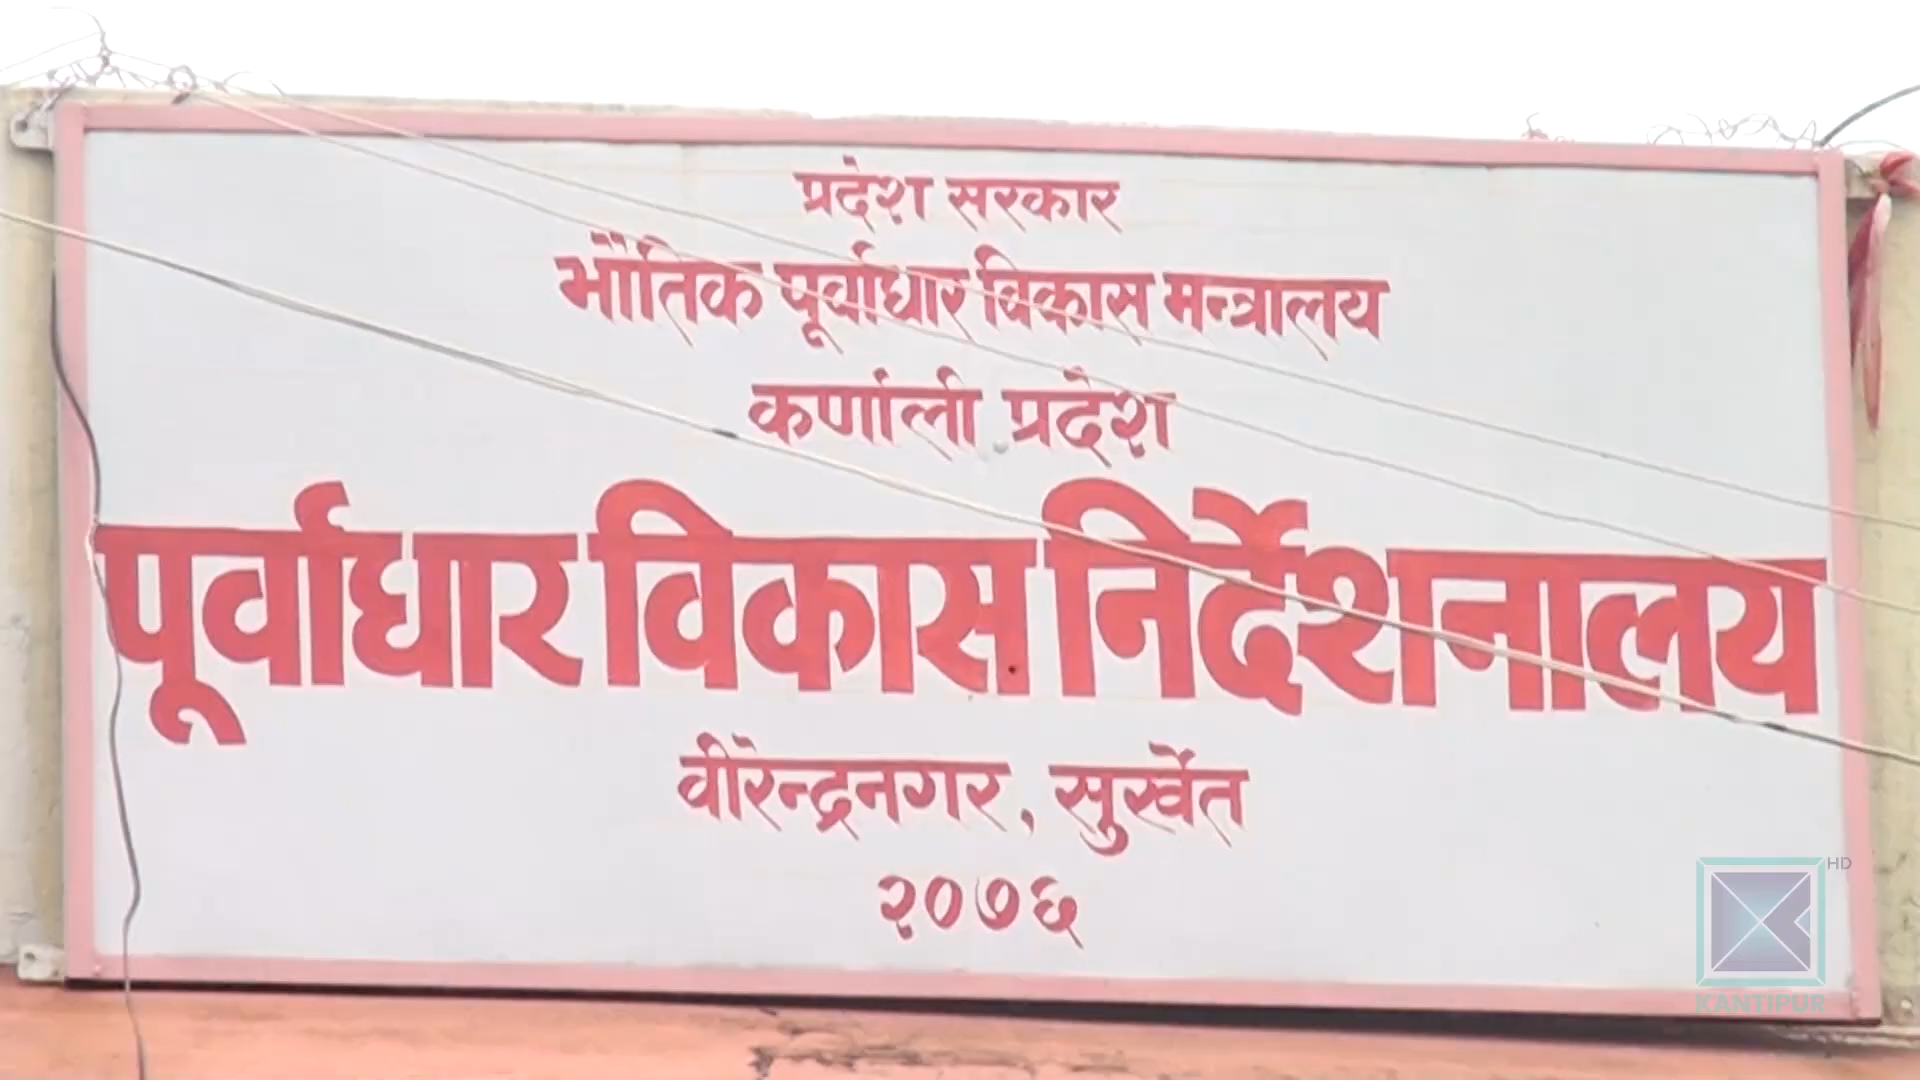 प्रदेश सरकार
भौतिक पूर्वाधार विकास मन्त्रालय
कर्णाली प्रदेश
पूर्वाधार विकास निर्देशनालय
वीरेन्द्रनगर, सुर्खेत
२०७६
HD
KANTIPUR